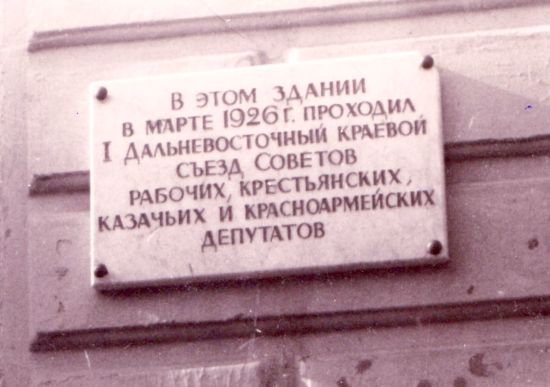 В ЭТОМ ЗДАНИИ
В МАРТЕ 1926 Г. ПРОХОДИЛ
I ДАЛЬНЕВОСТОЧНЫЙ КРАЕВОЙ
СЪЕЗД СОВЕТОВ
РАБОЧИХ, КРЕСТЬЯНСКИХ,
КАЗАЧЬИХ И КРАСНОАРМЕЙСКИХ
ДЕПУТАТОВ